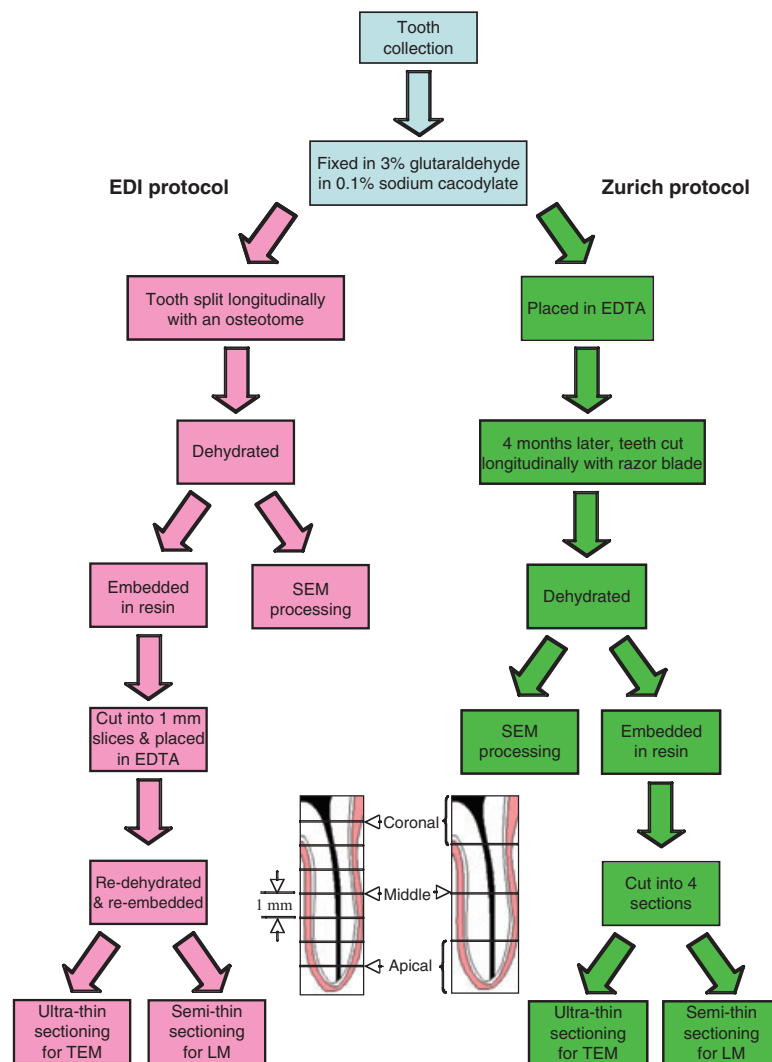 Tooth
collection
Fixed in 3% glutaraldehyde
in 0.1% sodium cacodylate
EDI protocol
Zurich protocol
Tooth split longitudinally
with an osteotome
Placed in EDTA
Dehydrated
4 months later, teeth cut
longitudinally with razor blade
Embedded
in resin
SEM
processing
Dehydrated
Cut into 1 mm
slices & placed
in EDTA
SEM
processing
Embedded
in resin
Coronal
Re-dehydrated
& re-embedded
1 mm
Middle
Cut into 4
sections
Apical
Ultra-thin
sectioning
for TEM
Semi-thin
sectioning
for LM
Ultra-thin
sectioning
for TEM
Semi-thin
sectioning
for LM